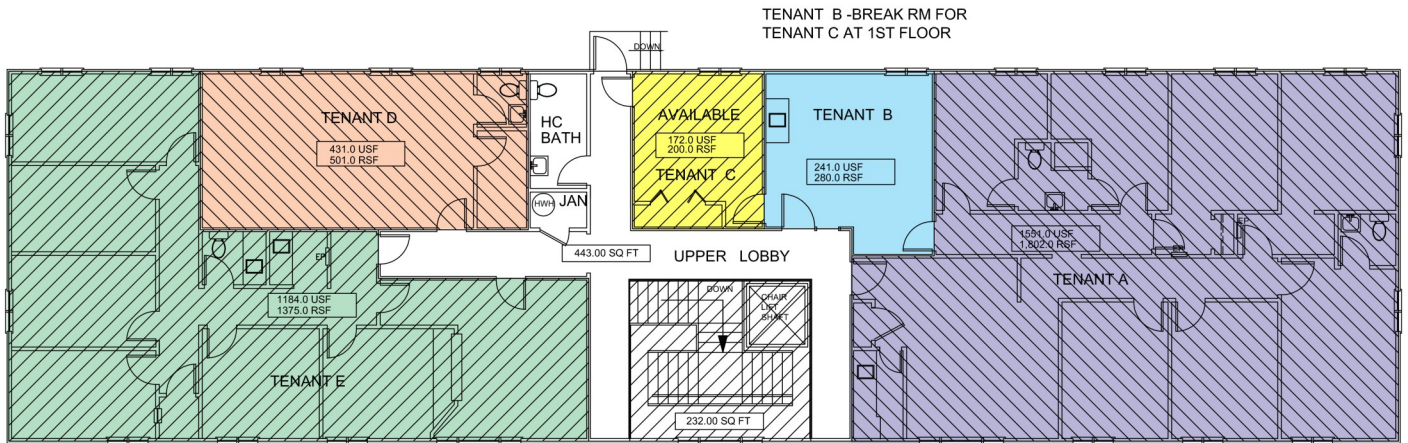 TENANT B -BREAK RM FOR
TENANT C AT 1ST FLOOR
DOWN
TENANT D
431.0 USF
501.0 RSF
HC
BATH
HWH
JAN
AVAILABLE
172.0 USF
200.0 RSF
TENANT C
TENANT B
241.0 USF
280.0 RSF
1551.0 USF
1,802.0 RSF
EP
TENANT A
443.00 SQ FT
UPPER LOBBY
EP
1184.0 USF
1375.0 RSF
TENANT E
DOWN
CHAIR
LIFT
SHAFT
232.00 SQ FT